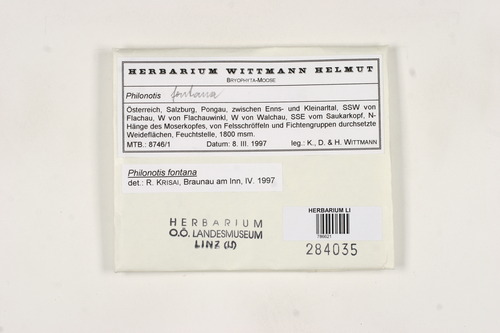 HERBARIUM WITTMANN HELMUT
BRYOPHYTA-MOOSE
Philonotis fontana
Österreich, Salzburg, Pongau, zwischen Enns- und Kleinarltal, SSW von
Flachau, W von Flachauwinkl, W von Walchau, SSE vom Saukarkopf, N-
Hänge des Moserkopfes, von Felsschröffeln und Fichtengruppen durchsetzte
Weideflächen, Feuchtstelle, 1800 msm.
MTB.: 8746/1 Datum: 8. III. 1997 leg.: K., D. & H. WITTMANN
Philonotis fontana
det.: R. KRISAI, Braunau am Inn, IV. 1997
HERBARIUM
O.Ö. LANDESMUSEUM
LINZ (LI)
HERBARIUM LI
786621
284035